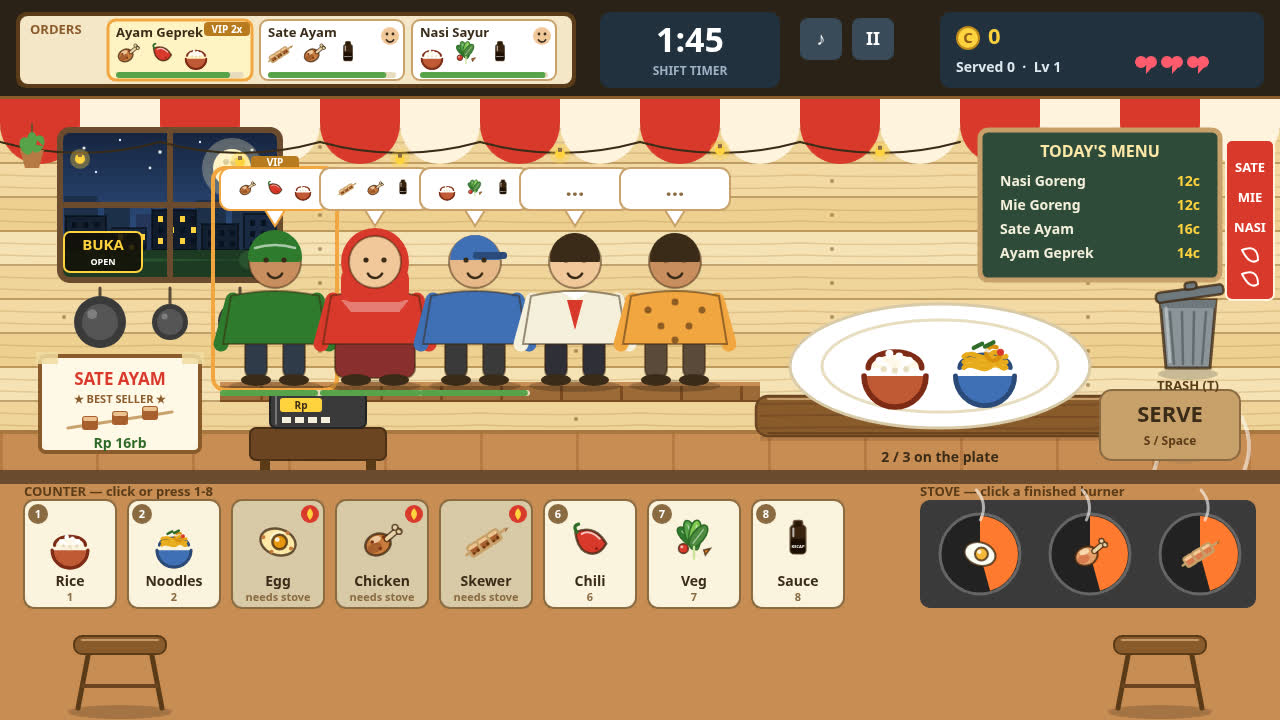 ORDERS
Ayam Geprek
VIP 2x
Sate Ayam
Nasi Sayur
1:45
SHIFT TIMER
♪
II
C 0
Served 0 · Lv 1
VIP
...
...
BUKA
OPEN
TODAY'S MENU
Nasi Goreng 12c
Mie Goreng 12c
Sate Ayam 16c
Ayam Geprek 14c
SATE
MIE
NASI
SATE AYAM
★ BEST SELLER ★
Rp 16rb
Rp
TRASH (T)
SERVE
S / Space
2 / 3 on the plate
COUNTER — click or press 1-8
STOVE — click a finished burner
1
Rice
1
2
Noodles
2
Egg
needs stove
Chicken
needs stove
Skewer
needs stove
6
Chili
6
7
Veg
7
8
KECAP
Sauce
8